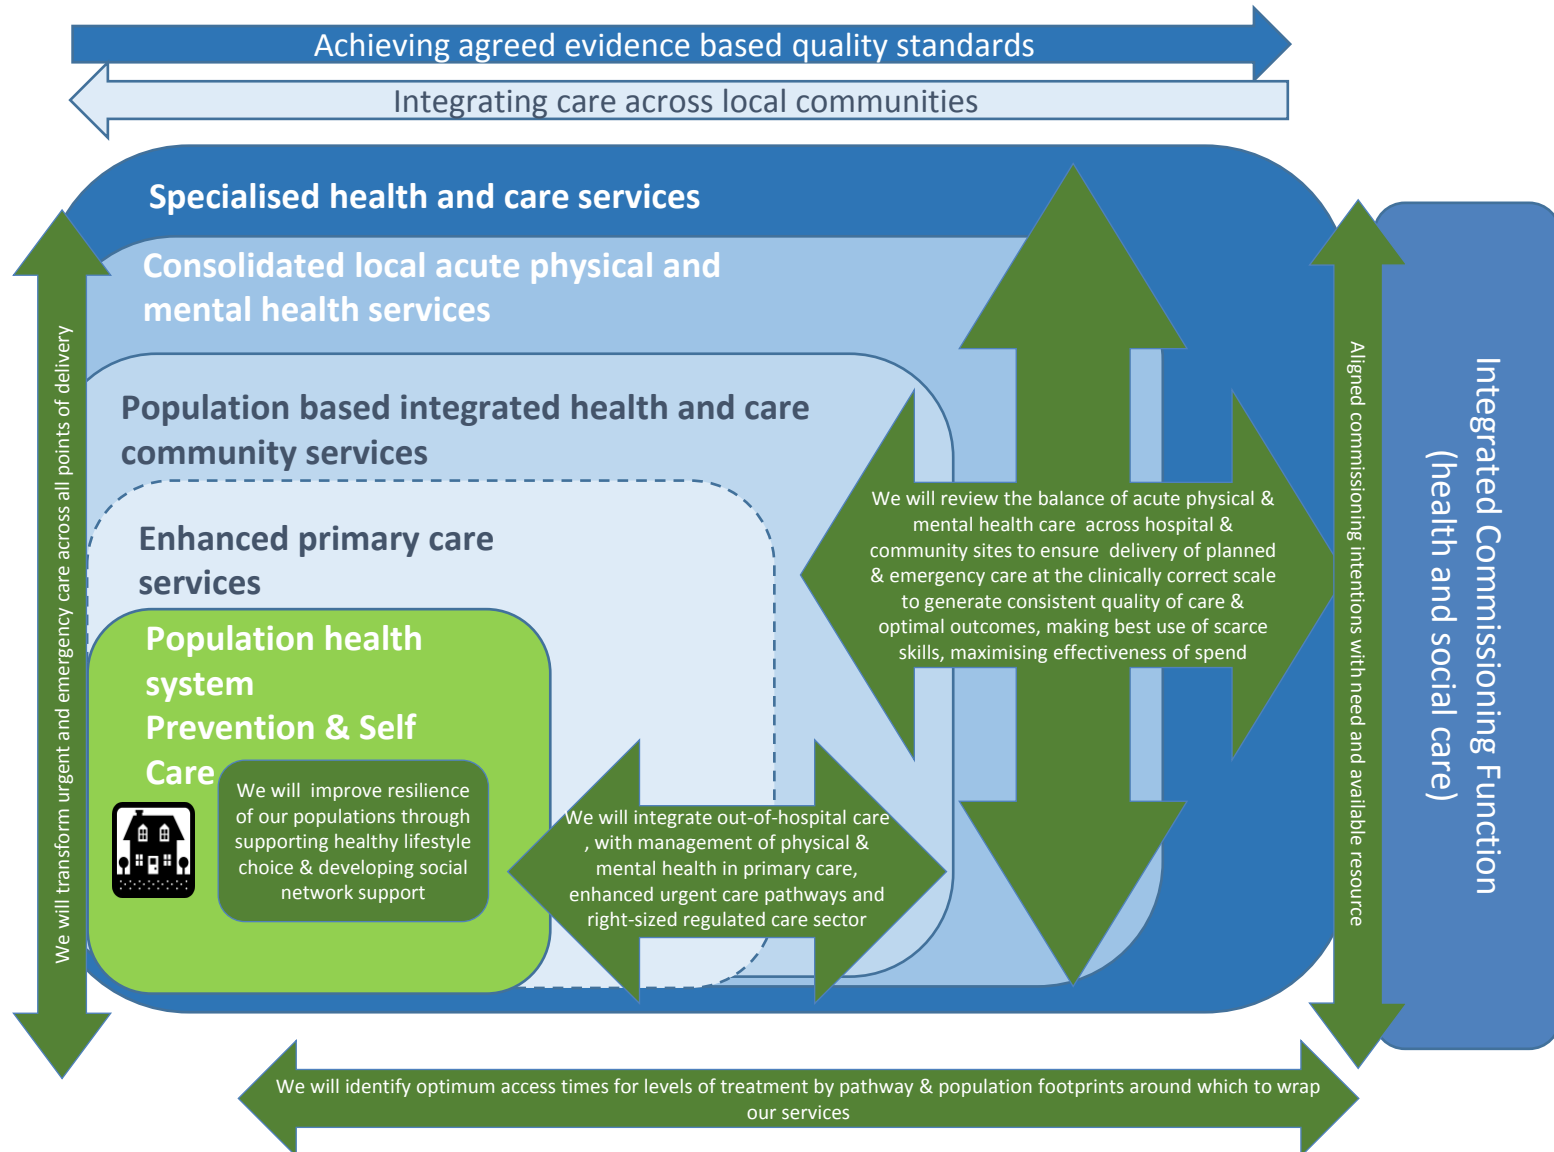 Achieving agreed evidence based quality standards
Integrating care across local communities
Specialised health and care services
Consolidated local acute physical and
mental health services
Population based integrated health and care
community services
Enhanced primary care
services
Population health
system
Prevention & Self
Care
We will improve resilience
of our populations through
supporting healthy lifestyle
choice & developing social
network support
We will integrate out-of-hospital care
, with management of physical &
mental health in primary care,
enhanced urgent care pathways and
right-sized regulated care sector
We will review the balance of acute physical &
mental health care across hospital &
community sites to ensure delivery of planned
& emergency care at the clinically correct scale
to generate consistent quality of care &
optimal outcomes, making best use of scarce
skills, maximising effectiveness of spend
We will transform urgent and emergency care across all points of delivery
Aligned commissioning intentions with need and available resource
Integrated Commissioning Function
(health and social care)
We will identify optimum access times for levels of treatment by pathway & population footprints around which to wrap
our services